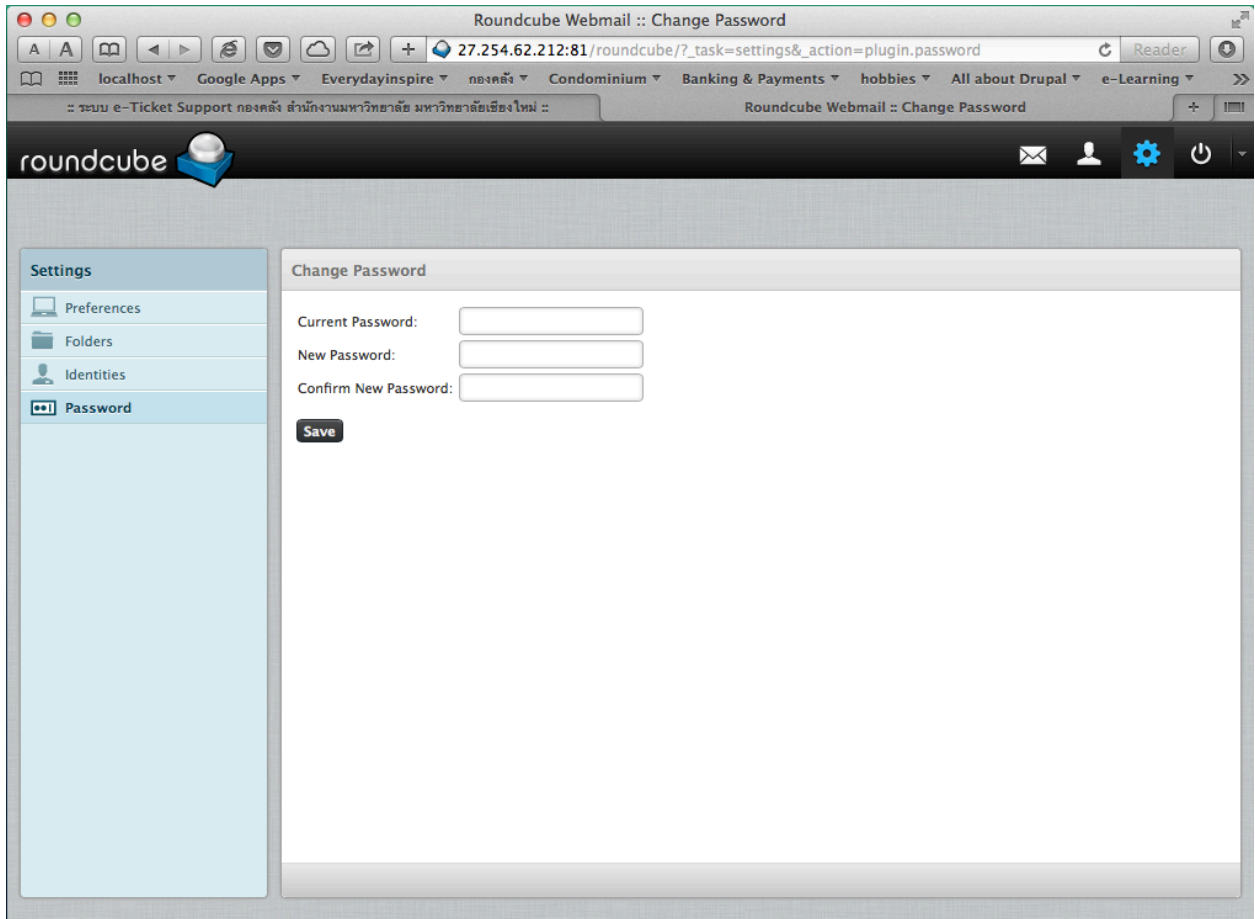 Roundcube Webmail :: Change Password
A A 27.254.62.212:81/roundcube/?_task=settings&_action=plugin.password Reader
localhost Google Apps Everydayinspire กองคลัง Condominium Banking & Payments hobbies All about Drupal e-Learning
:: ระบบ e-Ticket Support กองคลัง สำนักงานมหาวิทยาลัย มหาวิทยาลัยเชียงใหม่ :: Roundcube Webmail :: Change Password
roundcube
Settings
Preferences
Folders
Identities
Password
Change Password
Current Password:
New Password:
Confirm New Password:
Save